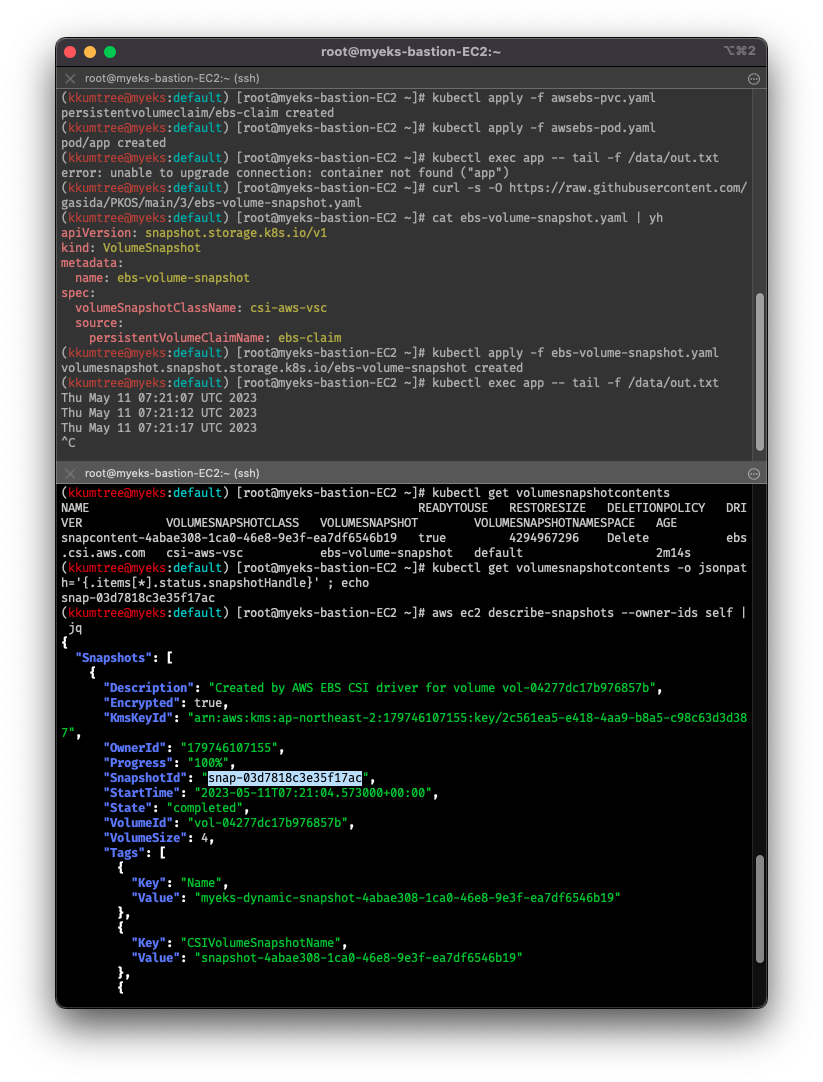 root@myeks-bastion-EC2:~
⌥⌘2
root@myeks-bastion-EC2:~ (ssh)
(kkumtree@myeks:default) [root@myeks-bastion-EC2 ~]# kubectl apply -f awsebs-pvc.yaml
persistentvolumeclaim/ebs-claim created
(kkumtree@myeks:default) [root@myeks-bastion-EC2 ~]# kubectl apply -f awsebs-pod.yaml
pod/app created
(kkumtree@myeks:default) [root@myeks-bastion-EC2 ~]# kubectl exec app -- tail -f /data/out.txt
error: unable to upgrade connection: container not found ("app")
(kkumtree@myeks:default) [root@myeks-bastion-EC2 ~]# curl -s -O https://raw.githubusercontent.com/
gasida/PKOS/main/3/ebs-volume-snapshot.yaml
(kkumtree@myeks:default) [root@myeks-bastion-EC2 ~]# cat ebs-volume-snapshot.yaml | yh
apiVersion: snapshot.storage.k8s.io/v1
kind: VolumeSnapshot
metadata:
  name: ebs-volume-snapshot
spec:
  volumeSnapshotClassName: csi-aws-vsc
  source:
    persistentVolumeClaimName: ebs-claim
(kkumtree@myeks:default) [root@myeks-bastion-EC2 ~]# kubectl apply -f ebs-volume-snapshot.yaml
volumesnapshot.snapshot.storage.k8s.io/ebs-volume-snapshot created
(kkumtree@myeks:default) [root@myeks-bastion-EC2 ~]# kubectl exec app -- tail -f /data/out.txt
Thu May 11 07:21:07 UTC 2023
Thu May 11 07:21:12 UTC 2023
Thu May 11 07:21:17 UTC 2023
^C
root@myeks-bastion-EC2:~ (ssh)
(kkumtree@myeks:default) [root@myeks-bastion-EC2 ~]# kubectl get volumesnapshotcontents
NAME                                               READYTOUSE   RESTORESIZE   DELETIONPOLICY   DRI
VER            VOLUMESNAPSHOTCLASS   VOLUMESNAPSHOT        VOLUMESNAPSHOTNAMESPACE   AGE
snapcontent-4abae308-1ca0-46e8-9e3f-ea7df6546b19   true         4294967296    Delete           ebs
.csi.aws.com   csi-aws-vsc           ebs-volume-snapshot   default                   2m14s
(kkumtree@myeks:default) [root@myeks-bastion-EC2 ~]# kubectl get volumesnapshotcontents -o jsonpat
h='{.items[*].status.snapshotHandle}' ; echo
snap-03d7818c3e35f17ac
(kkumtree@myeks:default) [root@myeks-bastion-EC2 ~]# aws ec2 describe-snapshots --owner-ids self |
 jq
{
  "Snapshots": [
    {
      "Description": "Created by AWS EBS CSI driver for volume vol-04277dc17b976857b",
      "Encrypted": true,
      "KmsKeyId": "arn:aws:kms:ap-northeast-2:179746107155:key/2c561ea5-e418-4aa9-b8a5-c98c63d3d38
7",
      "OwnerId": "179746107155",
      "Progress": "100%",
      "SnapshotId": "snap-03d7818c3e35f17ac",
      "StartTime": "2023-05-11T07:21:04.573000+00:00",
      "State": "completed",
      "VolumeId": "vol-04277dc17b976857b",
      "VolumeSize": 4,
      "Tags": [
        {
          "Key": "Name",
          "Value": "myeks-dynamic-snapshot-4abae308-1ca0-46e8-9e3f-ea7df6546b19"
        },
        {
          "Key": "CSIVolumeSnapshotName",
          "Value": "snapshot-4abae308-1ca0-46e8-9e3f-ea7df6546b19"
        },
        {